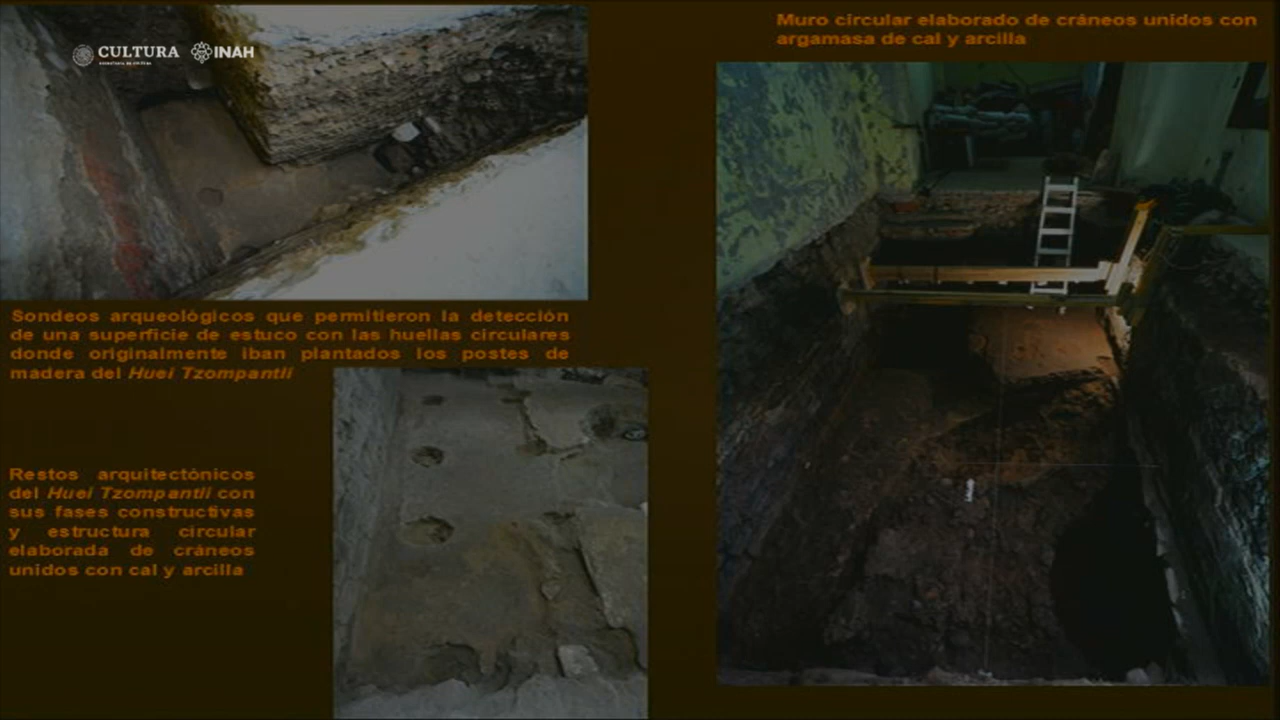 CULTURA
SECRETARÍA DE CULTURA
INAH
Muro circular elaborado de cráneos unidos con
argamasa de cal y arcilla
Sondeos arqueológicos que permitieron la detección
de una superficie de estuco con las huellas circulares
donde originalmente iban plantados los postes de
madera del Huei Tzompantli
Restos arquitectónicos
del Huei Tzompantli con
sus fases constructivas
y estructura circular
elaborada de cráneos
unidos con cal y arcilla